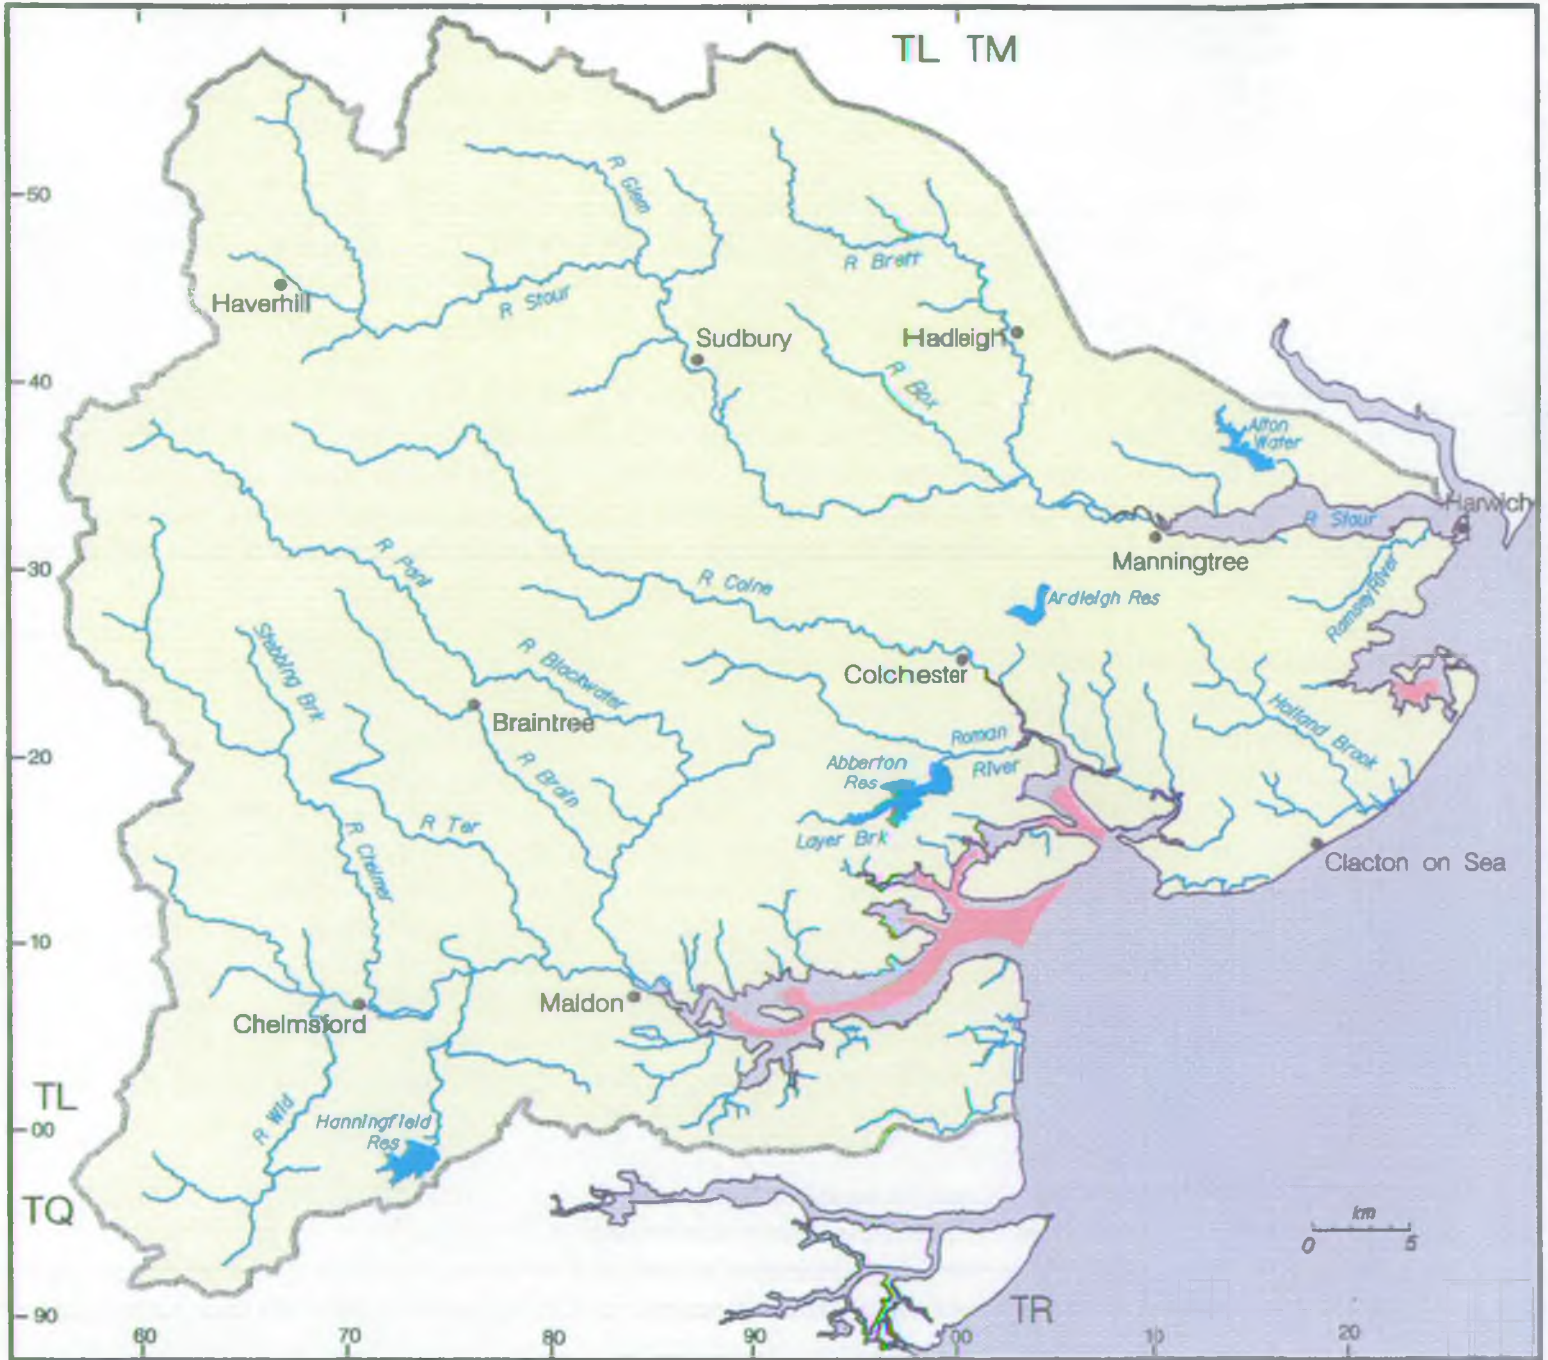 TL TM
50
R Glem
R Brett
Haverhill
R Stour
Sudbury
Hadleigh
R Box
40
Alton
Water
Harwich
R Stour
Manningtree
R Pant
30
R Colne
Ardleigh Res
Ramsey River
Stebbing Brk
R Blackwater
Colchester
Holland Brook
Braintree
Roman
River
20
R Brain
Abberton
Res
R Ter
Layer Brk
R Chelmer
Clacton on Sea
10
Maldon
Chelmsford
TL
R Wid
Hanningfield
Res
00
TQ
km
0 5
TR
90
60 70 80 90 00 10 20